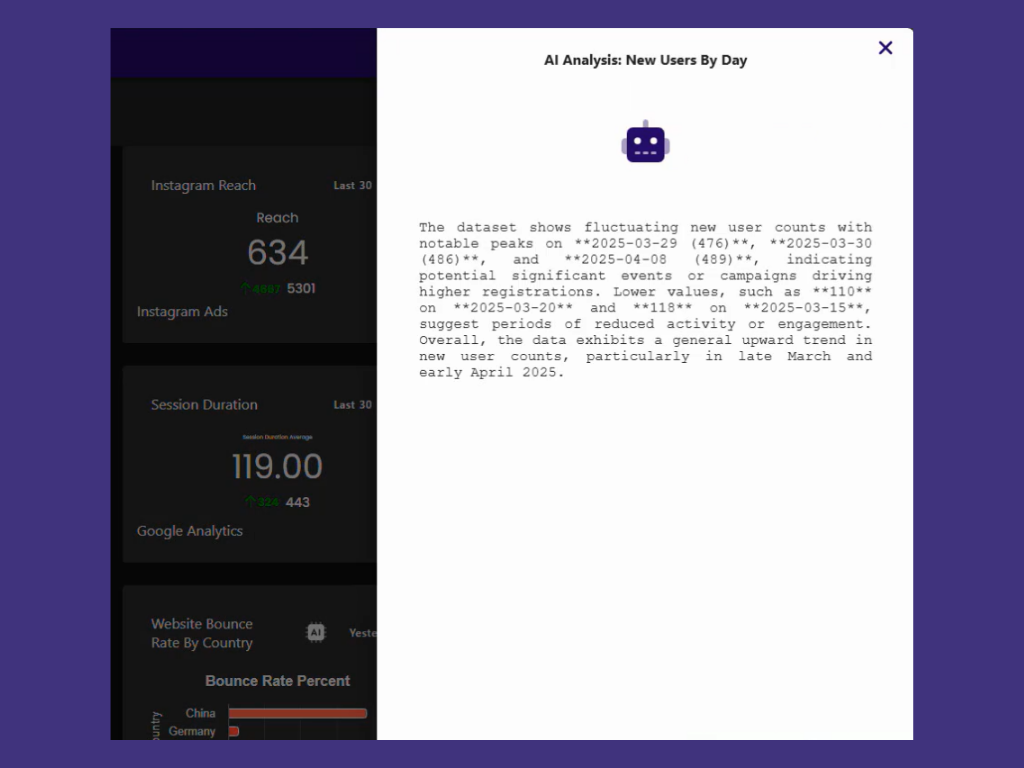 AI Analysis: New Users By Day
The dataset shows fluctuating new user counts with
notable peaks on **2025-03-29 (476)**, **2025-03-30
(486)**, and **2025-04-08 (489)**, indicating
potential significant events or campaigns driving
higher registrations. Lower values, such as **110**
on **2025-03-20** and **118** on **2025-03-15**,
suggest periods of reduced activity or engagement.
Overall, the data exhibits a general upward trend in
new user counts, particularly in late March and
early April 2025.
Instagram Reach
Last 30
Reach
634
5301
Instagram Ads
Session Duration
Last 30
Session Duration Average
119.00
324 443
Google Analytics
Website Bounce
Rate By Country
AI
Yeste
Bounce Rate Percent
China
Germany
untry